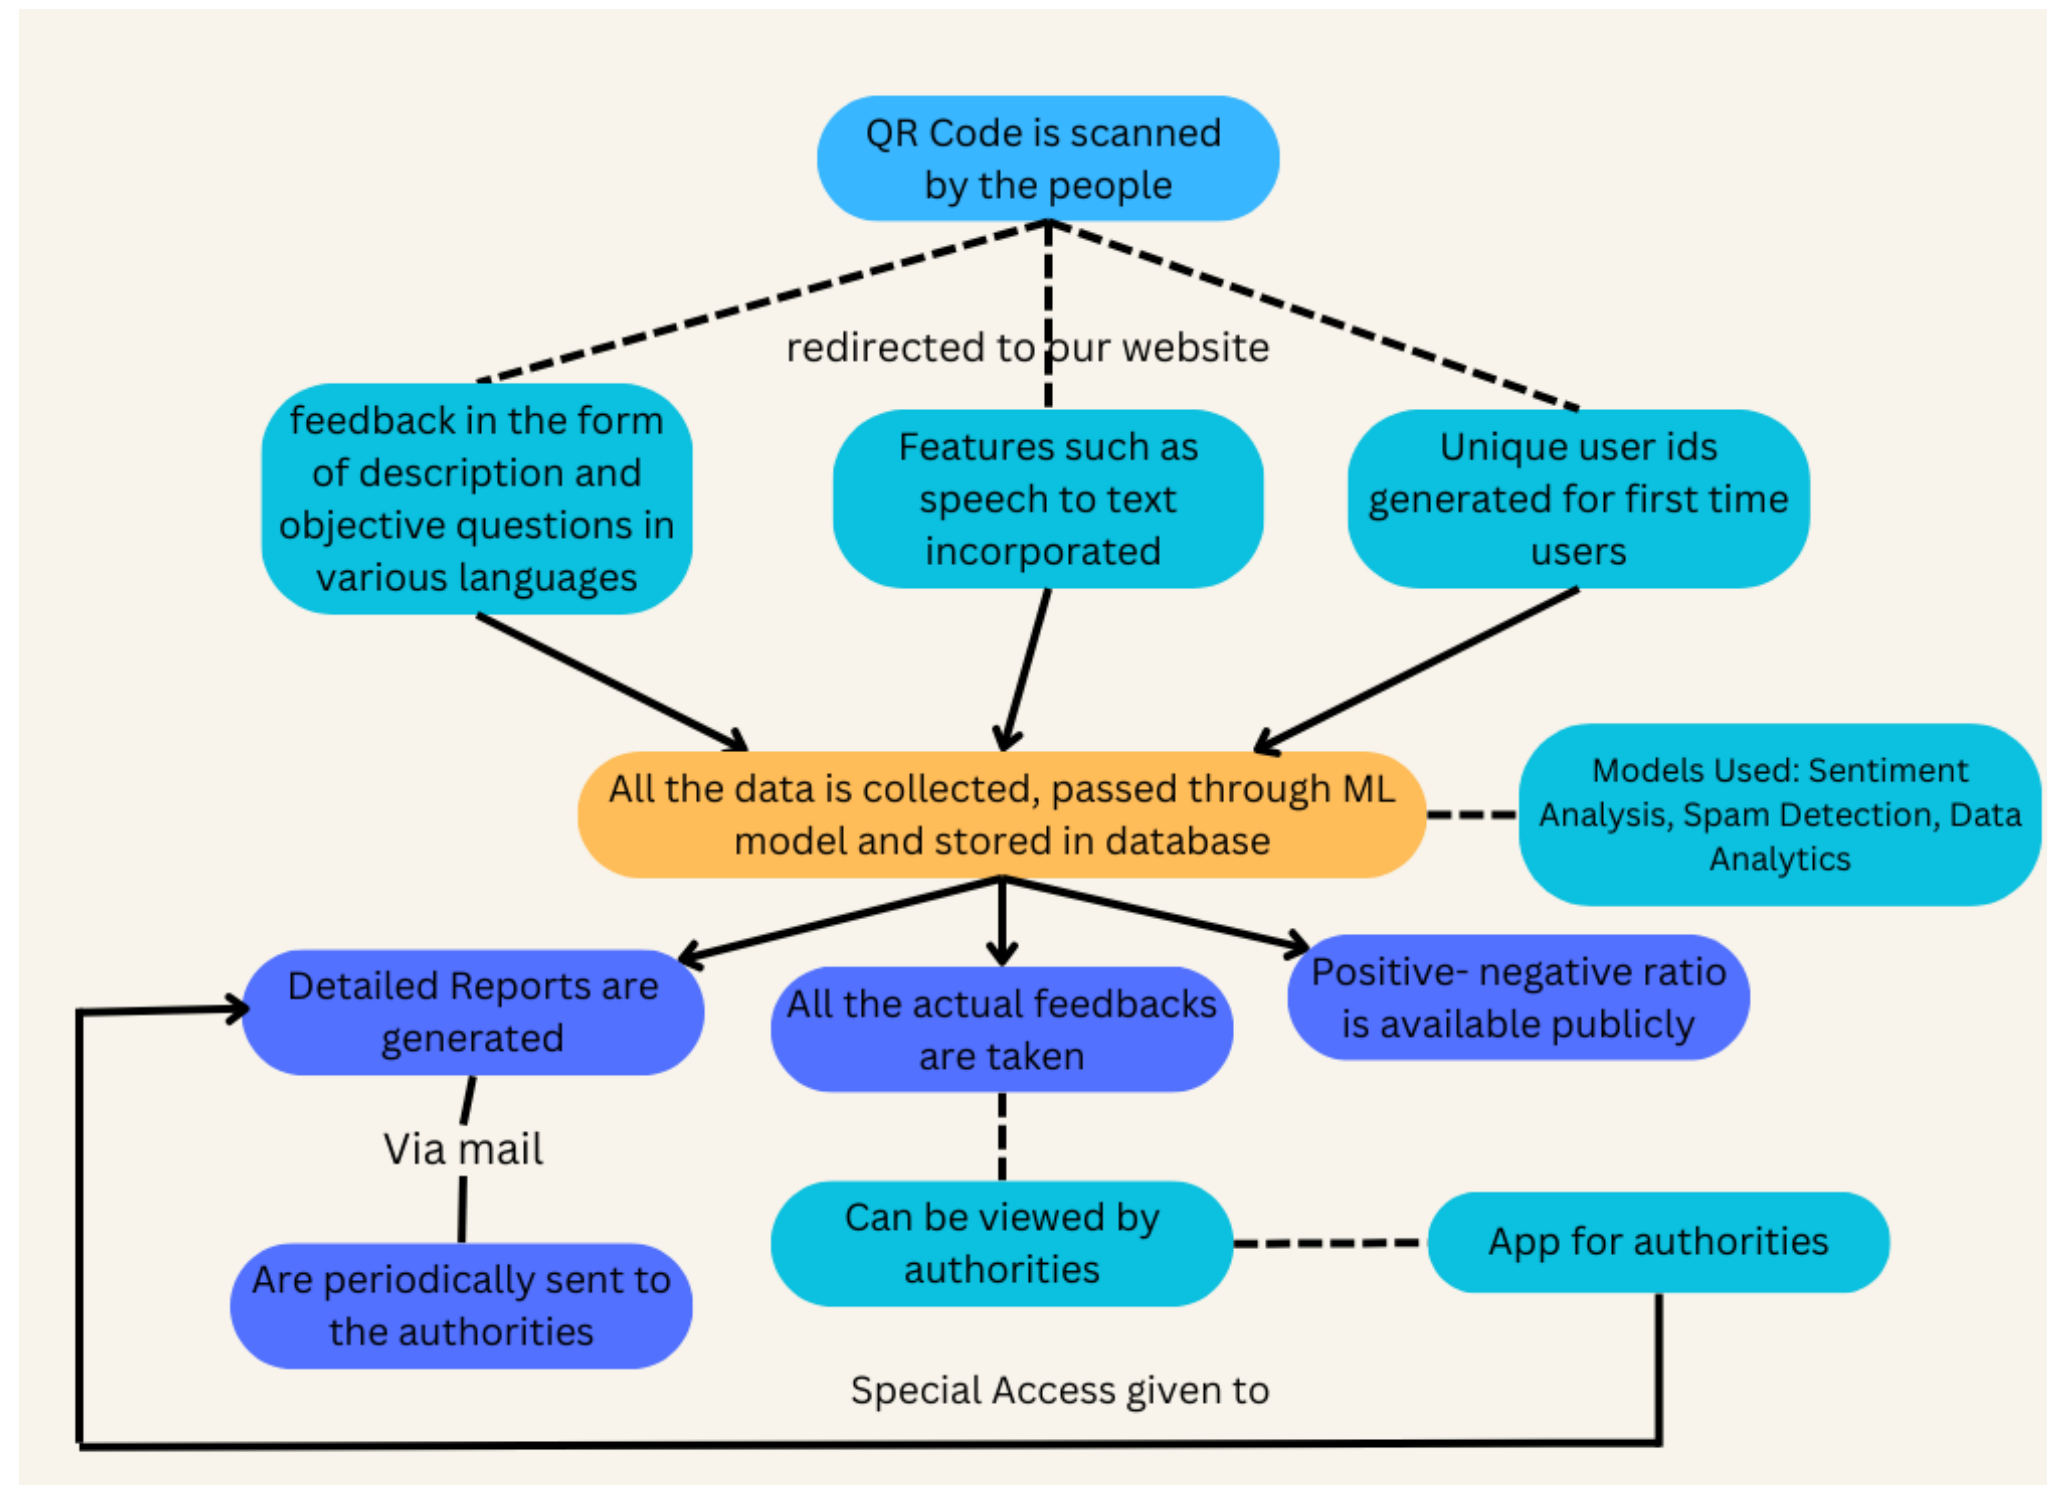 QR Code is scanned
by the people
redirected to our website
feedback in the form
of description and
objective questions in
various languages
Features such as
speech to text
incorporated
Unique user ids
generated for first time
users
All the data is collected, passed through ML
model and stored in database
Models Used: Sentiment
Analysis, Spam Detection, Data
Analytics
Detailed Reports are
generated
All the actual feedbacks
are taken
Positive- negative ratio
is available publicly
Via mail
Can be viewed by
authorities
App for authorities
Are periodically sent to
the authorities
Special Access given to